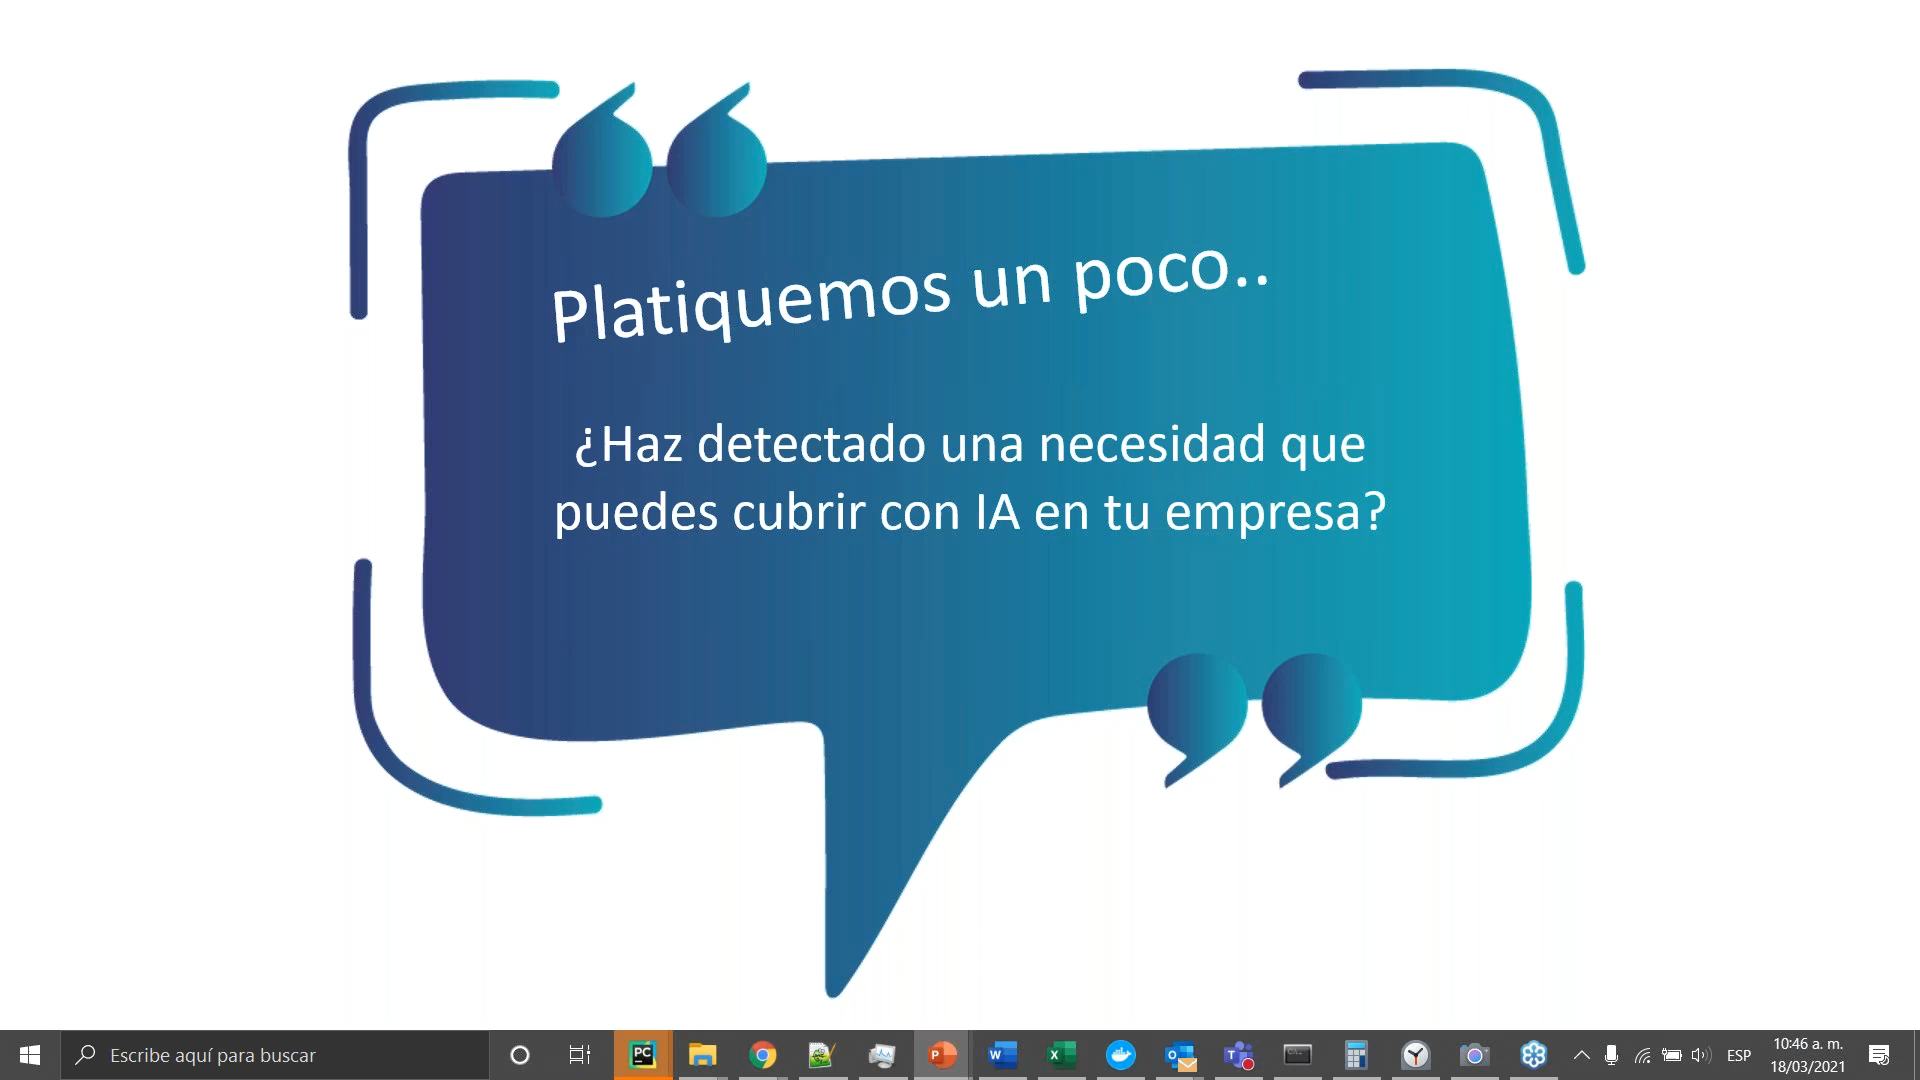 Platiquemos un poco..
¿Haz detectado una necesidad que
puedes cubrir con IA en tu empresa?
Escribe aquí para buscar
PC
P
W
X
O
T
ESP
10:46 a. m.
18/03/2021